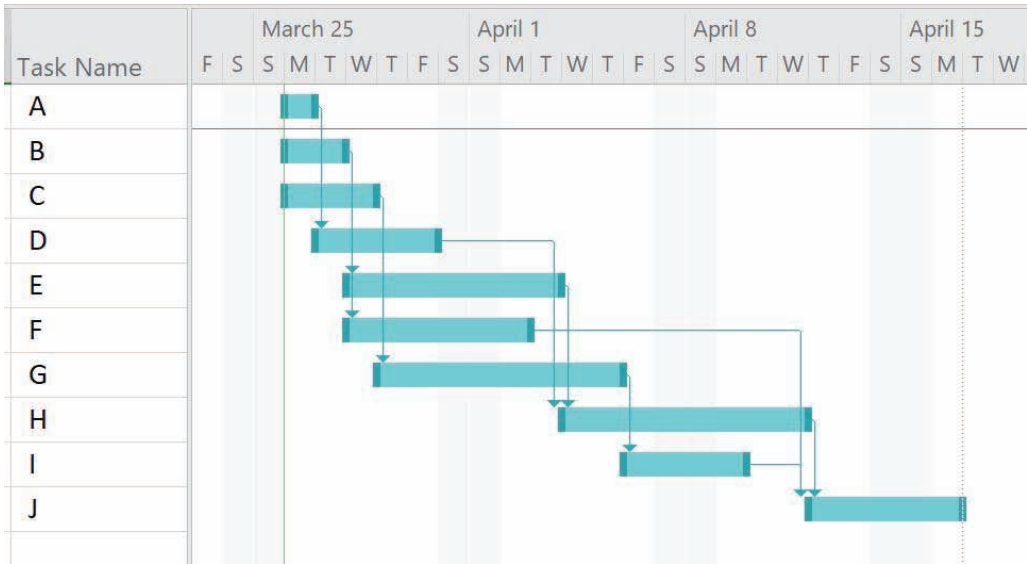 March 25 April 1 April 8 April 15
Task Name F S S M T W T F S S M T W T F S S M T W T F S S M T W
A
B
C
D
E
F
G
H
I
J